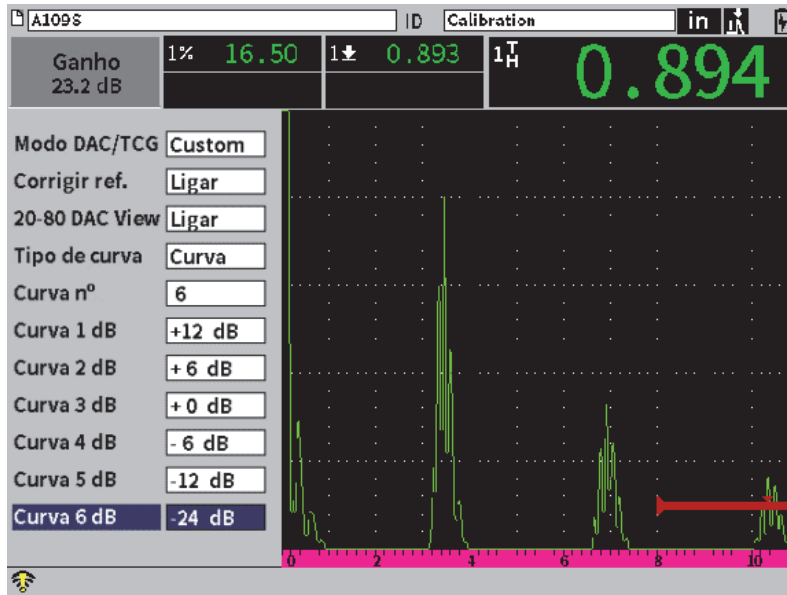 A109S ID Calibration in
Ganho 1% 16.50 1 0.893 1 T H 0.894
23.2 dB
Modo DAC/TCG Custom
Corrigir ref. Ligar
20-80 DAC View Ligar
Tipo de curva Curva
Curva nº 6
Curva 1 dB +12 dB
Curva 2 dB + 6 dB
Curva 3 dB + 0 dB
Curva 4 dB - 6 dB
Curva 5 dB -12 dB
Curva 6 dB -24 dB
0 2 4 6 8 10